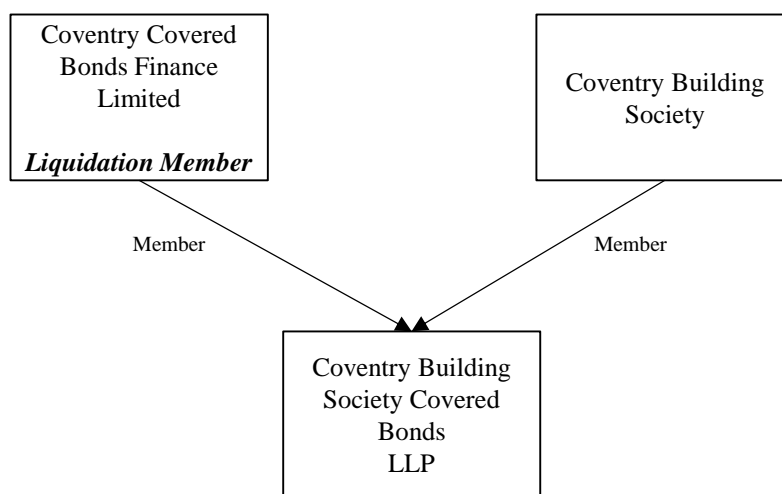 Coventry Covered
Bonds Finance
Limited
Liquidation Member
Coventry Building
Society
Member
Member
Coventry Building
Society Covered
Bonds
LLP